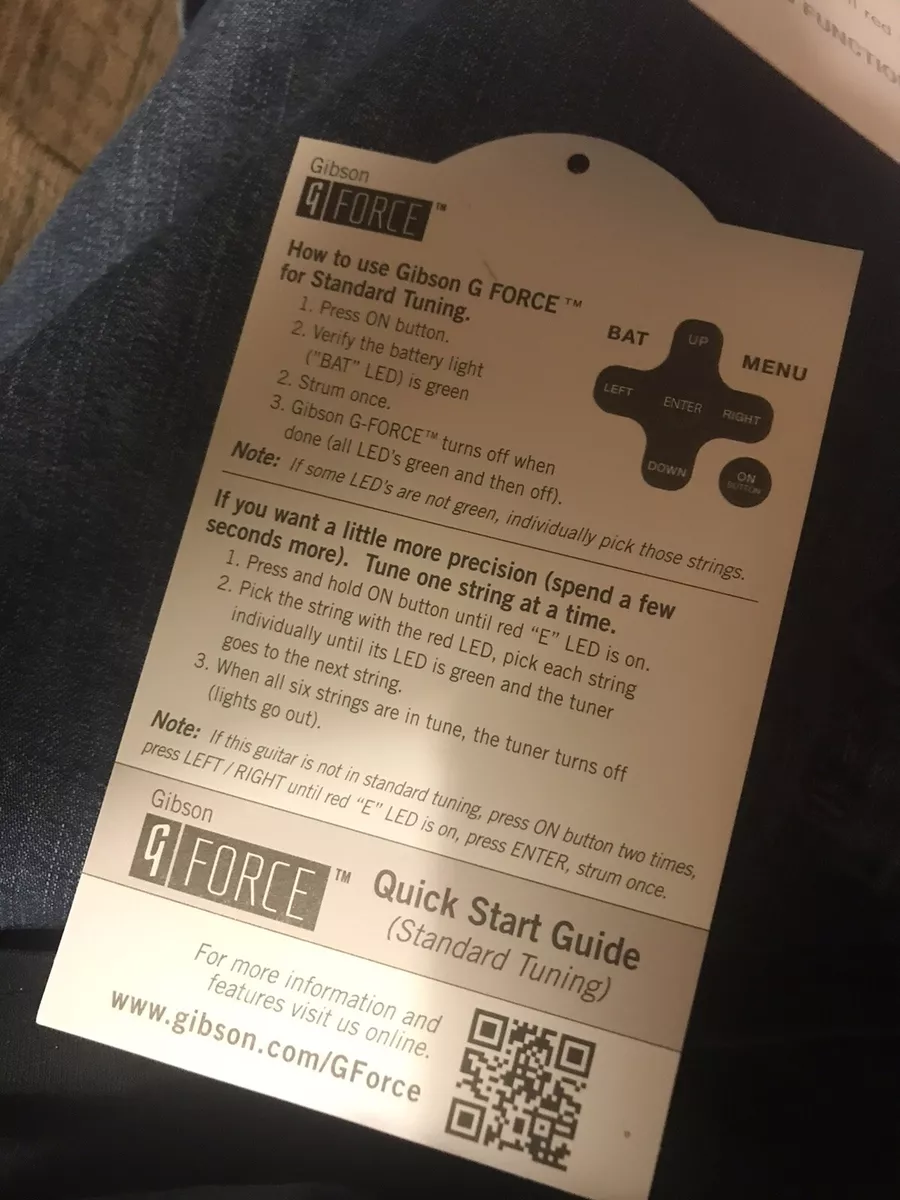 red
FUNCTIO
Gibson
G FORCE™
How to use Gibson G FORCE™
for Standard Tuning.
1. Press ON button.
2. Verify the battery light
("BAT" LED) is green
2. Strum once.
3. Gibson G-FORCE™ turns off when
done (all LED's green and then off).
Note: If some LED's are not green, individually pick those strings.
BAT
UP
MENU
LEFT
ENTER
RIGHT
DOWN
ON
BUTTON
If you want a little more precision (spend a few
seconds more). Tune one string at a time.
1. Press and hold ON button until red "E" LED is on.
2. Pick the string with the red LED, pick each string
individually until its LED is green and the tuner
goes to the next string.
3. When all six strings are in tune, the tuner turns off
(lights go out).
Note: If this guitar is not in standard tuning, press ON button two times,
press LEFT / RIGHT until red "E" LED is on, press ENTER, strum once.
Gibson
G FORCE™
Quick Start Guide
(Standard Tuning)
For more information and
features visit us online.
www.gibson.com/GForce